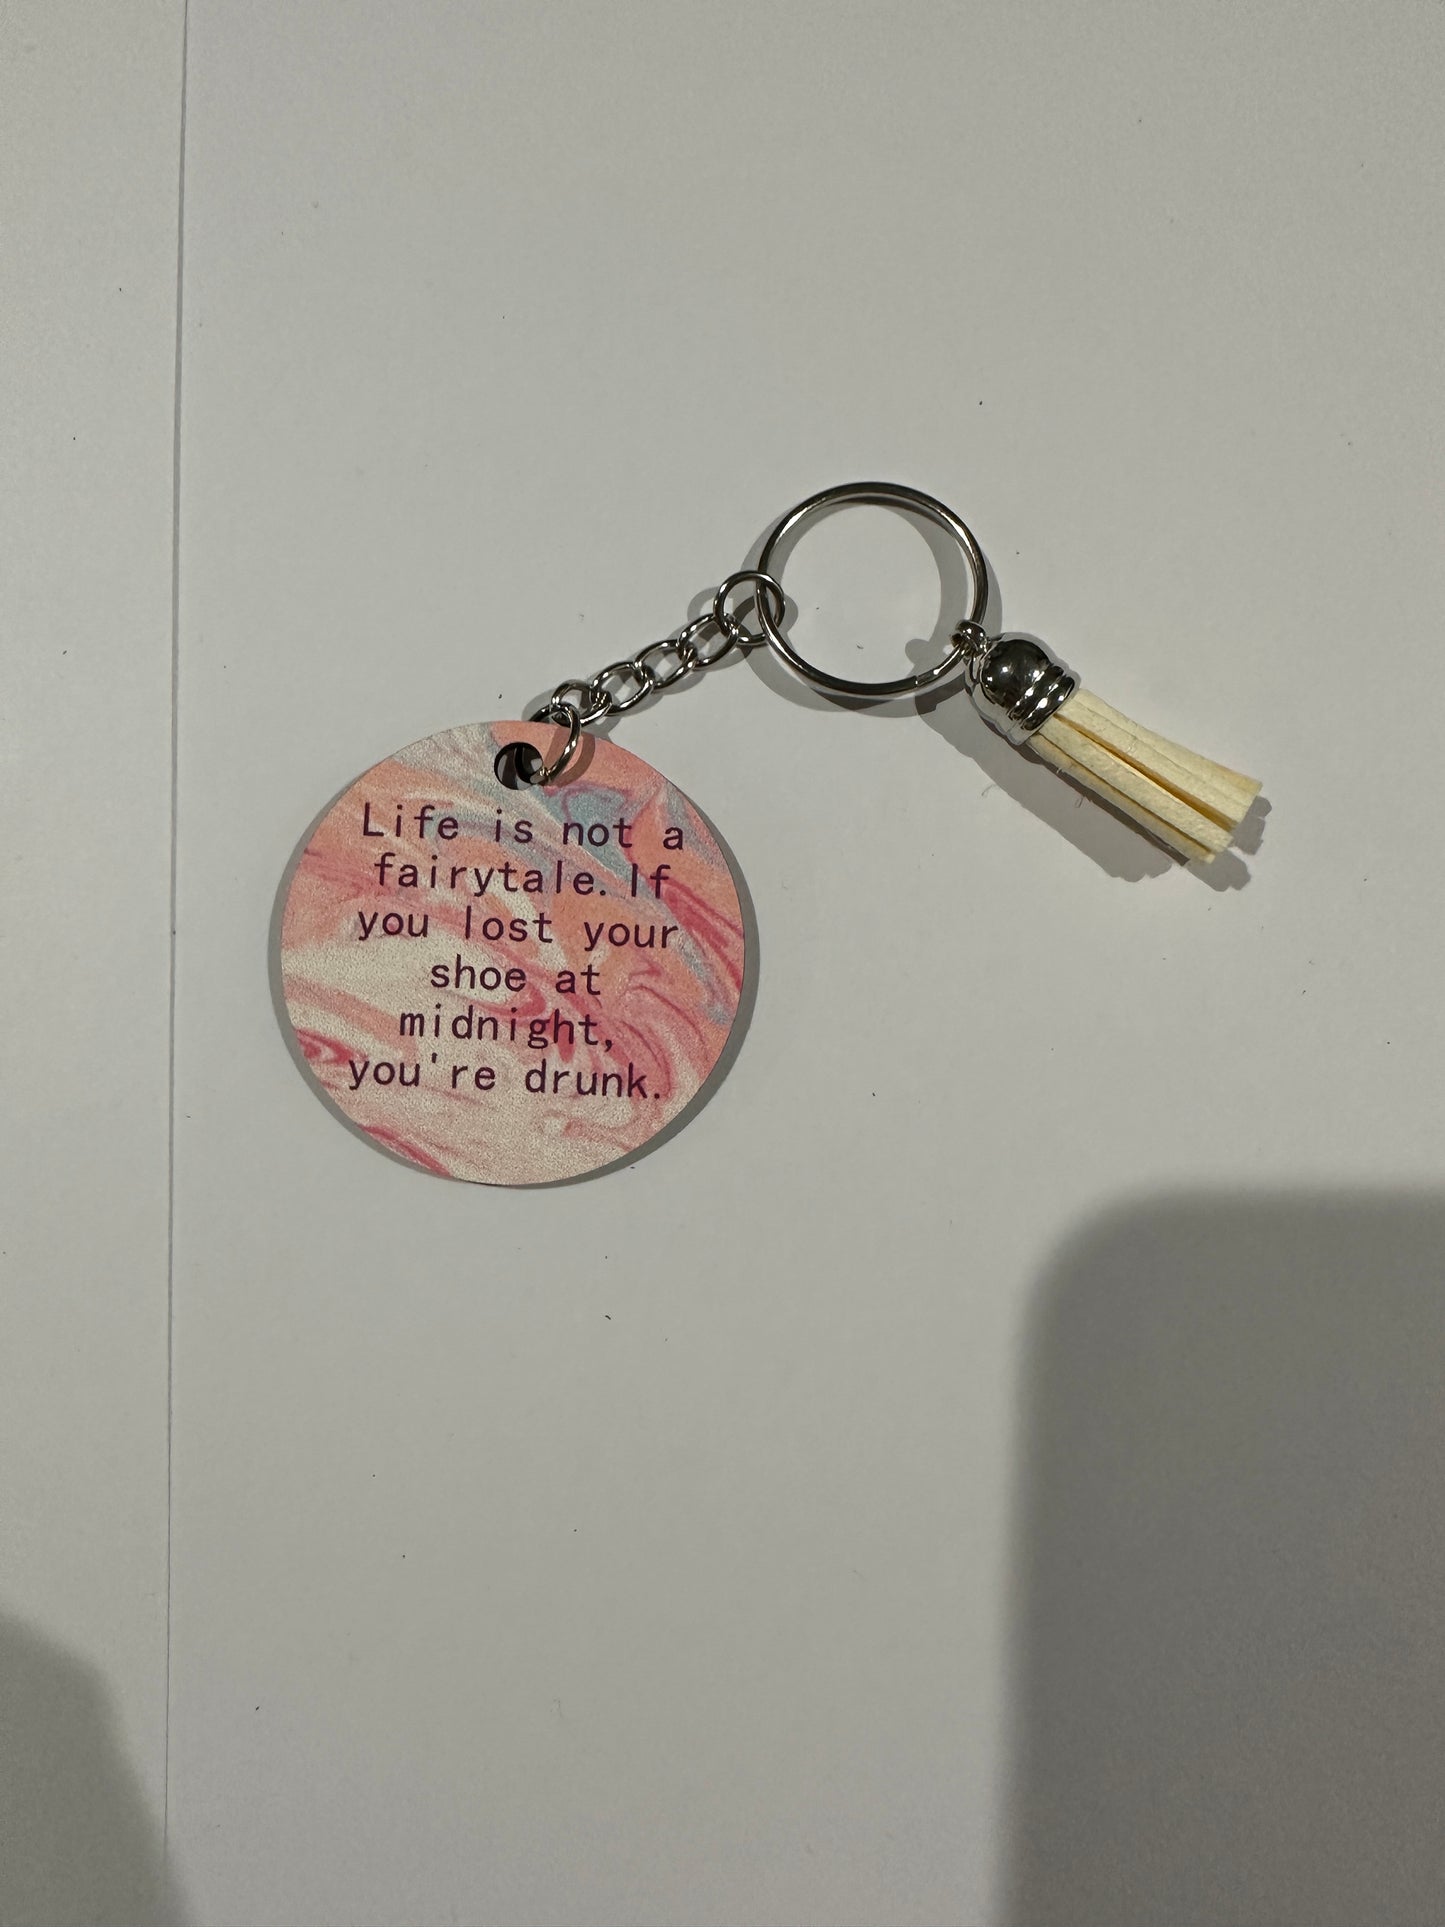 Life is not a
fairytale. If
you lost your
shoe at
midnight,
you're drunk.